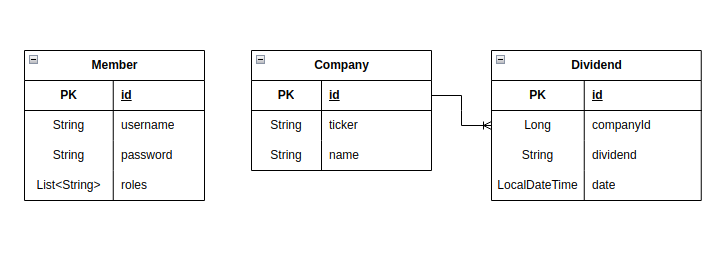 Member
PK id
String username
String password
List<String> roles
Company
PK id
String ticker
String name
Dividend
PK id
Long companyId
String dividend
LocalDateTime date